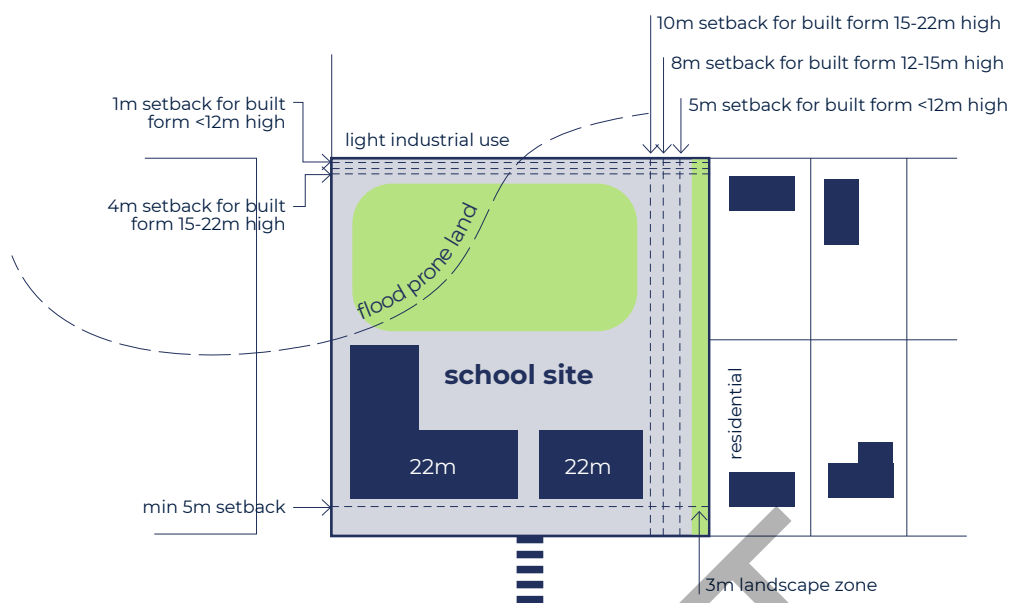 10m setback for built form 15-22m high
8m setback for built form 12-15m high
5m setback for built form <12m high
1m setback for built
form <12m high
light industrial use
4m setback for built
form 15-22m high
flood prone land
school site
residential
22m
22m
min 5m setback
3m landscape zone